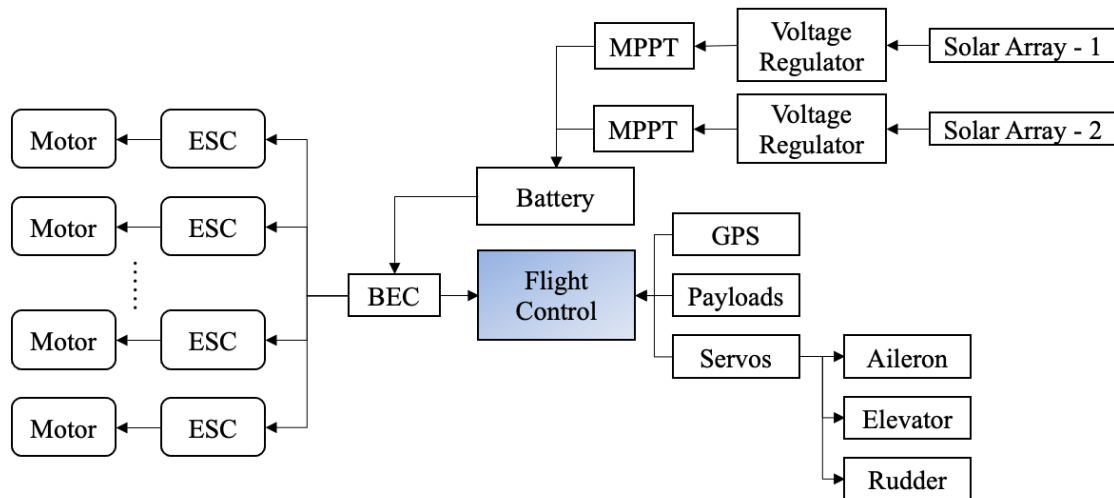 MPPT
Voltage
Regulator
Solar Array - 1
MPPT
Voltage
Regulator
Solar Array - 2
Motor
ESC
Battery
Motor
ESC
GPS
BEC
Flight
Control
Payloads
Motor
ESC
Servos
Aileron
Motor
ESC
Elevator
Rudder